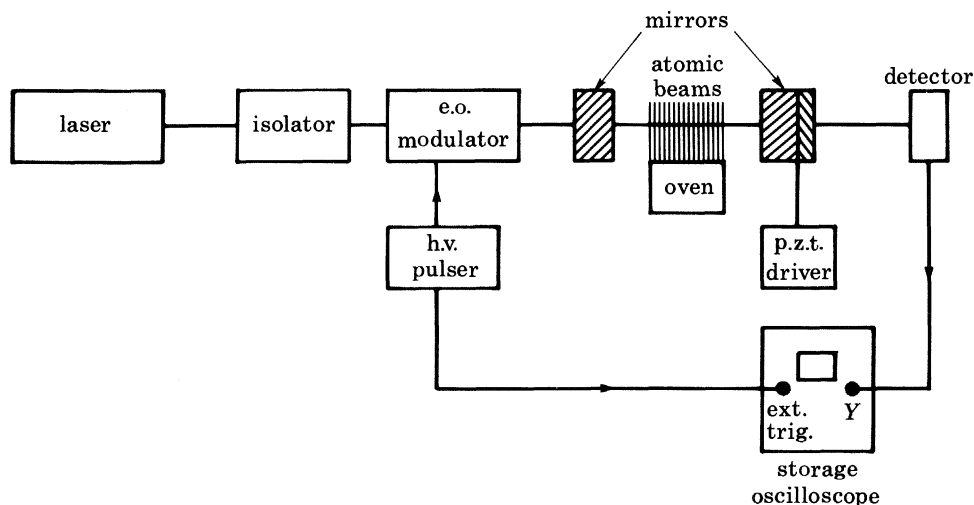 mirrors
atomic
beams
detector
laser
isolator
e.o.
modulator
oven
h.v.
pulser
p.z.t.
driver
ext.
trig.
Y
storage
oscilloscope